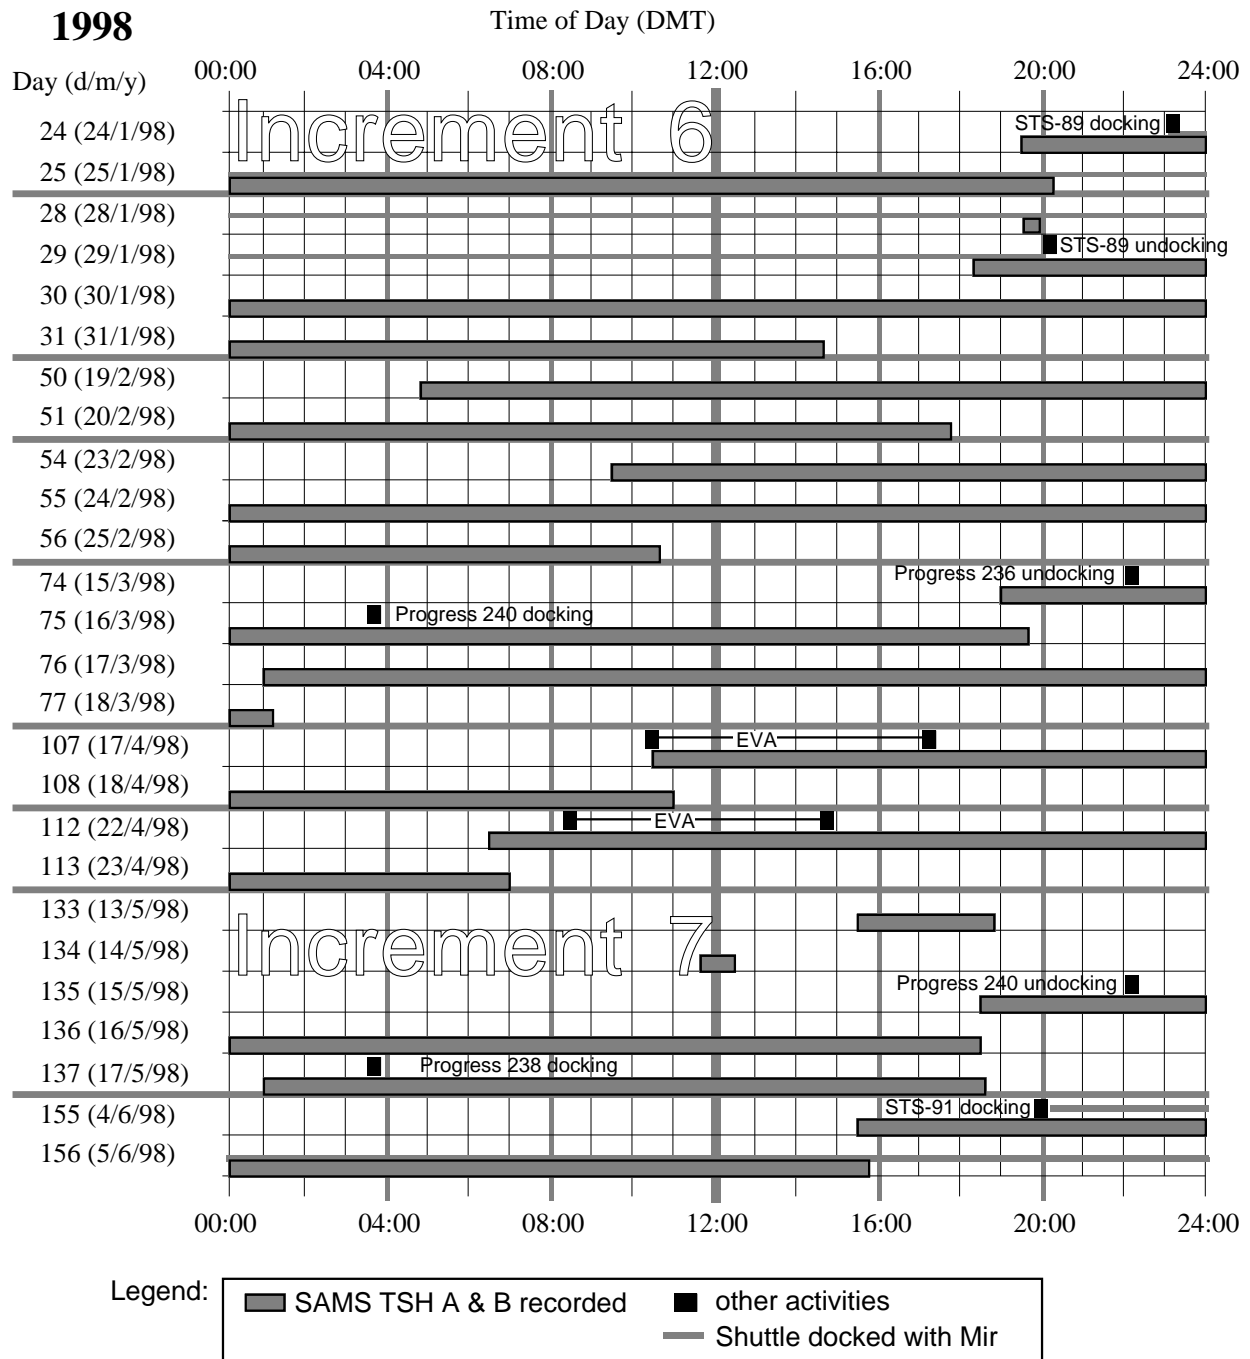 1998
Time of Day (DMT)
Day (d/m/y)
00:00 04:00 08:00 12:00 16:00 20:00 24:00
Increment 6
24 (24/1/98)
STS-89 docking
25 (25/1/98)
28 (28/1/98)
29 (29/1/98)
STS-89 undocking
30 (30/1/98)
31 (31/1/98)
50 (19/2/98)
51 (20/2/98)
54 (23/2/98)
55 (24/2/98)
56 (25/2/98)
74 (15/3/98)
Progress 236 undocking
75 (16/3/98)
Progress 240 docking
76 (17/3/98)
77 (18/3/98)
107 (17/4/98)
EVA
108 (18/4/98)
112 (22/4/98)
EVA
113 (23/4/98)
133 (13/5/98)
Increment 7
134 (14/5/98)
135 (15/5/98)
Progress 240 undocking
136 (16/5/98)
137 (17/5/98)
Progress 238 docking
155 (4/6/98)
STS-91 docking
156 (5/6/98)
00:00 04:00 08:00 12:00 16:00 20:00 24:00
Legend:
SAMS TSH A & B recorded
other activities
Shuttle docked with Mir